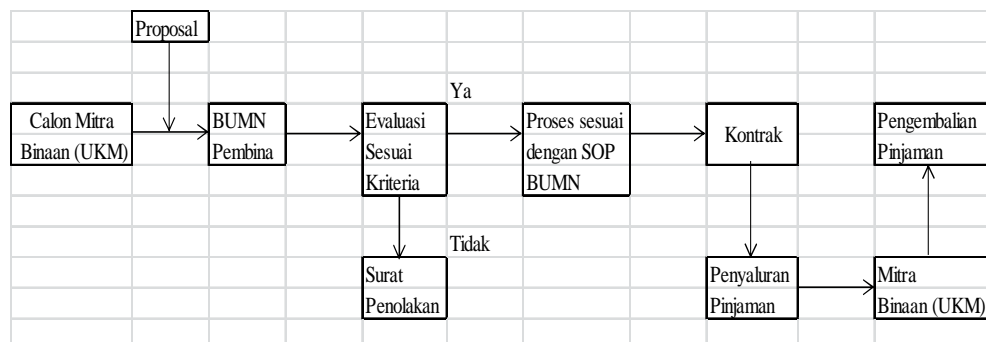 Proposal
Ya
Calon Mitra
Binaan (UKM)
BUMN
Pembina
Evaluasi
Sesuai
Kriteria
Proses sesuai
dengan SOP
BUMN
Kontrak
Pengembalian
Pinjaman
Tidak
Surat
Penolakan
Penyaluran
Pinjaman
Mitra
Binaan (UKM)